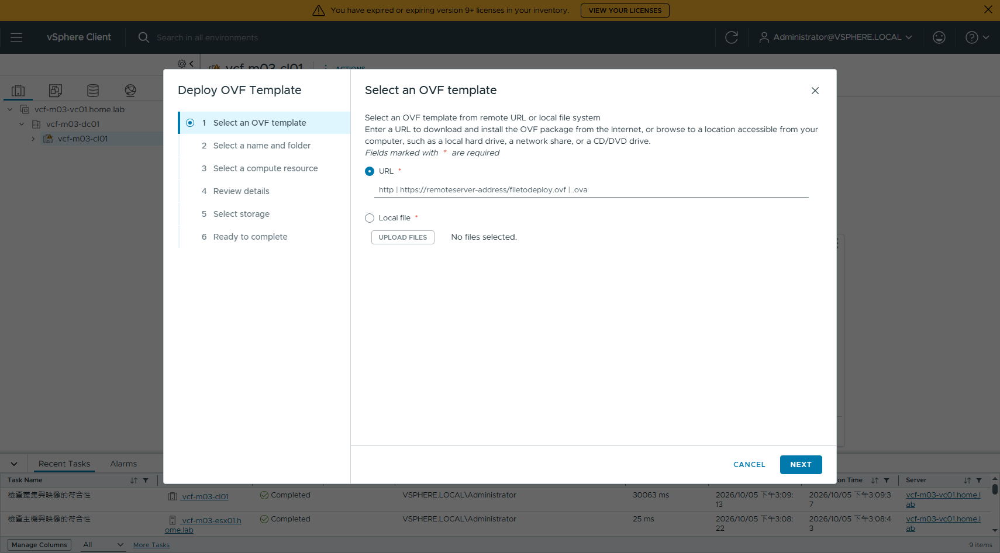 You have expired or expiring version 9+ licenses in your inventory.
VIEW YOUR LICENSES
vSphere Client
Search in all environments
Administrator@VSPHERE.LOCAL
vcf-m03-cl01
ACTIONS
vcf-m03-vc01.home.lab
vcf-m03-dc01
vcf-m03-cl01
Deploy OVF Template
1 Select an OVF template
2 Select a name and folder
3 Select a compute resource
4 Review details
5 Select storage
6 Ready to complete
Select an OVF template
Select an OVF template from remote URL or local file system
Enter a URL to download and install the OVF package from the Internet, or browse to a location accessible from your
computer, such as a local hard drive, a network share, or a CD/DVD drive.
Fields marked with * are required
URL *
http | https://remoteserver-address/filetodeploy.ovf | .ova
Local file *
UPLOAD FILES No files selected.
CANCEL NEXT
Recent Tasks Alarms
Task Name on Time Server
檢查叢集與映像的符合性 vcf-m03-cl01 Completed VSPHERE.LOCAL\Administrator 30063 ms 2026/10/05 下午3:09: 2026/10/05 下午3:09:3 vcf-m03-vc01.home.l
13 7 ab
檢查主機與映像的符合性 vcf-m03-esx01.h Completed VSPHERE.LOCAL\Administrator 25 ms 2026/10/05 下午3:08: 2026/10/05 下午3:08:4 vcf-m03-vc01.home.l
ome.lab 22 3 ab
Manage Columns All More Tasks 9 items